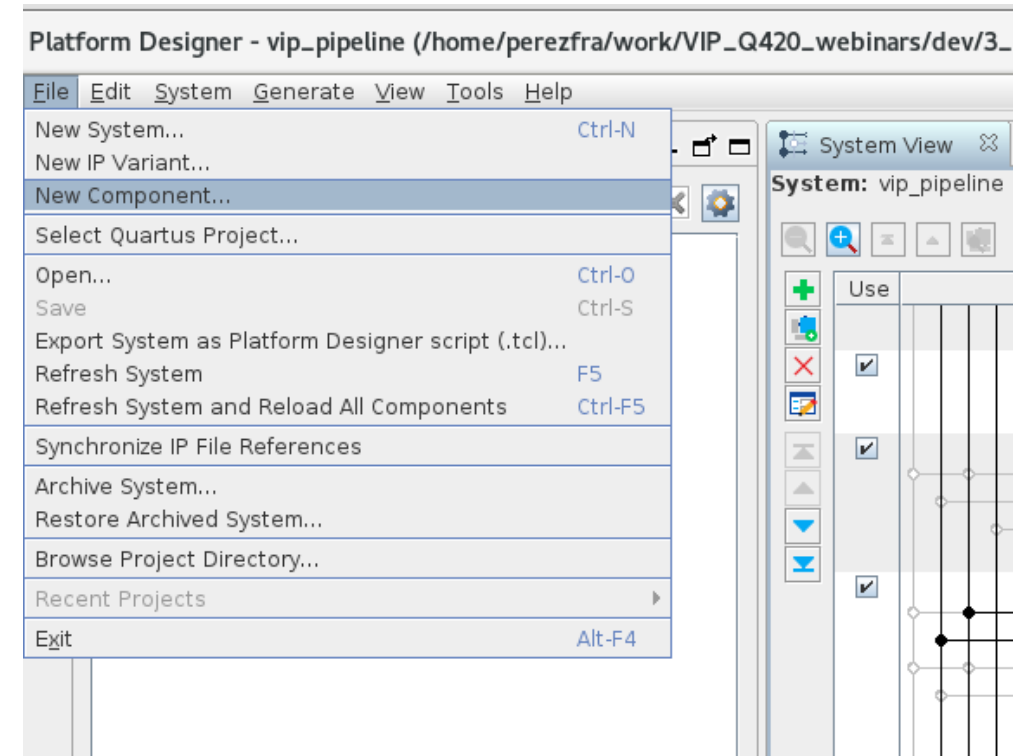 Platform Designer - vip_pipeline (/home/perezfra/work/VIP_Q420_webinars/dev/3_
File Edit System Generate View Tools Help
New System... Ctrl-N
New IP Variant...
New Component...
Select Quartus Project...
Open... Ctrl-O
Save Ctrl-S
Export System as Platform Designer script (.tcl)...
Refresh System F5
Refresh System and Reload All Components Ctrl-F5
Synchronize IP File References
Archive System...
Restore Archived System...
Browse Project Directory...
Recent Projects
Exit Alt-F4
System View
System: vip_pipeline
Use